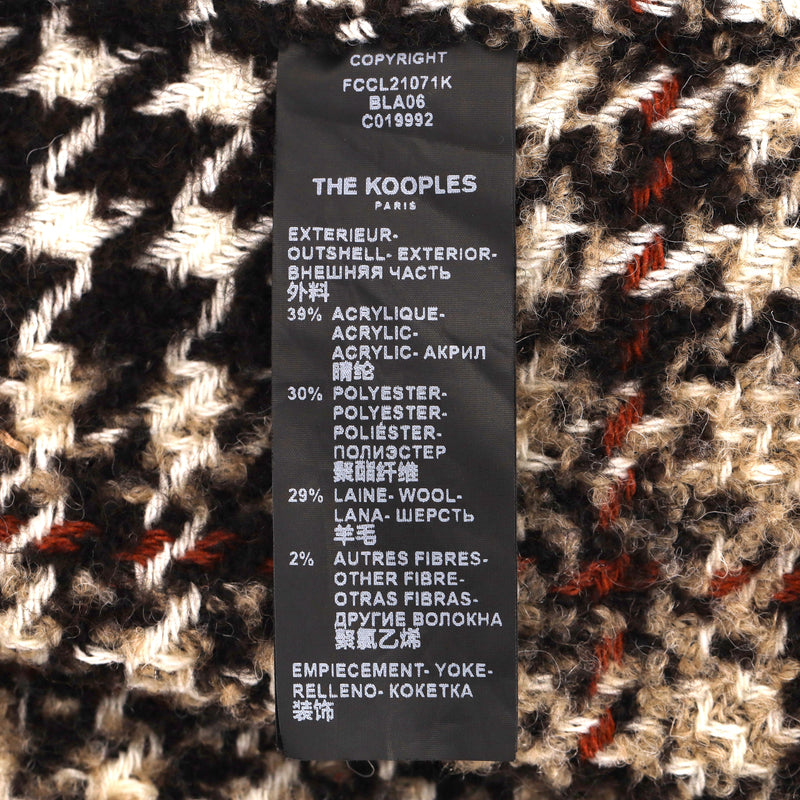 COPYRIGHT
FCCL21071K
BLA06
C019992
THE KOOPLES
PARIS
EXTERIEUR-
OUTSHELL- EXTERIOR-
ВНЕШНЯЯ ЧАСТЬ
外料
39% ACRYLIQUE-
ACRYLIC-
ACRYLIC- АКРИЛ
腈纶
30% POLYESTER-
POLYESTER-
POLIÉSTER-
ПОЛИЭСТЕР
聚酯纤维
29% LAINE- WOOL-
LANA- ШЕРСТЬ
羊毛
2% AUTRES FIBRES-
OTHER FIBRE-
OTRAS FIBRAS-
ДРУГИЕ ВОЛОКНА
聚氯乙烯
EMPIECEMENT- YOKE-
RELLENO- КОКЕТКА
装饰